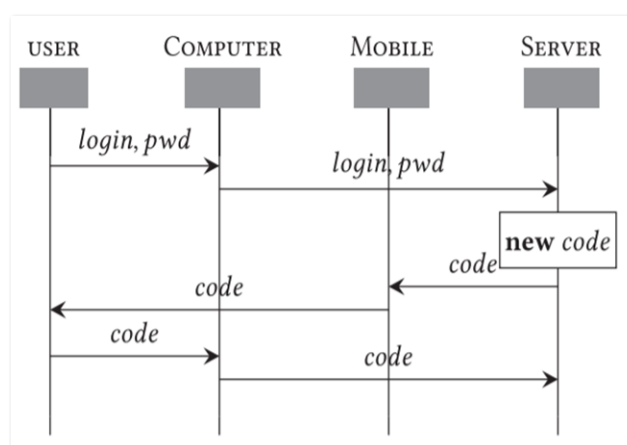 USER COMPUTER MOBILE SERVER
login, pwd
login, pwd
new code
code
code
code
code